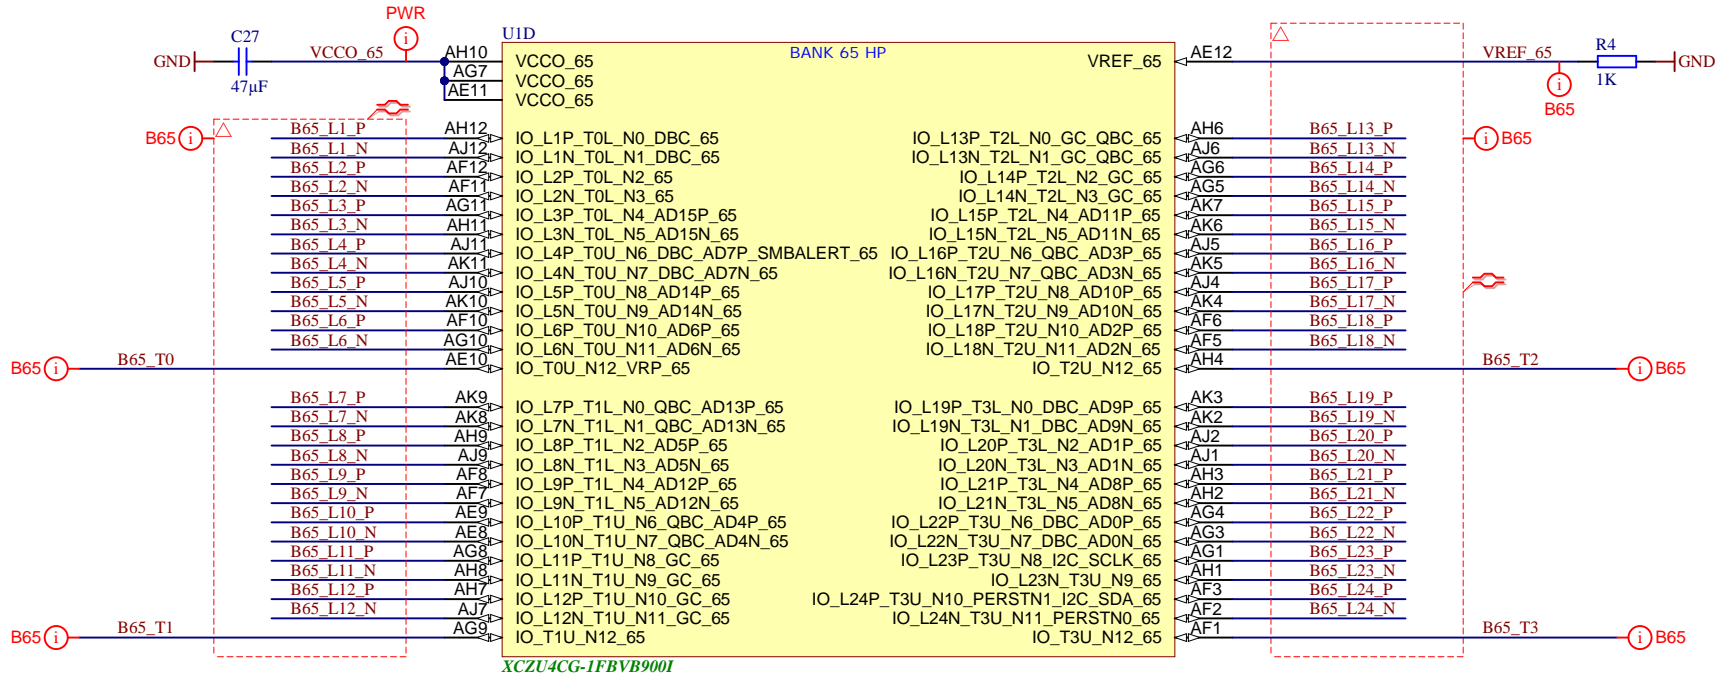 PWR
C27
GND
VCCO_65
47µF
U1D
BANK 65 HP
AH10 VCCO_65
AG7 VCCO_65
AE11 VCCO_65
VREF_65 AE12
VREF_65
R4
1K
GND
B65
B65
B65
B65_L1_P AH12 IO_L1P_T0L_N0_DBC_65
B65_L1_N AJ12 IO_L1N_T0L_N1_DBC_65
B65_L2_P AF12 IO_L2P_T0L_N2_65
B65_L2_N AF11 IO_L2N_T0L_N3_65
B65_L3_P AG11 IO_L3P_T0L_N4_AD15P_65
B65_L3_N AH11 IO_L3N_T0L_N5_AD15N_65
B65_L4_P AJ11 IO_L4P_T0U_N6_DBC_AD7P_SMBALERT_65
B65_L4_N AK11 IO_L4N_T0U_N7_DBC_AD7N_65
B65_L5_P AJ10 IO_L5P_T0U_N8_AD14P_65
B65_L5_N AK10 IO_L5N_T0U_N9_AD14N_65
B65_L6_P AF10 IO_L6P_T0U_N10_AD6P_65
B65_L6_N AG10 IO_L6N_T0U_N11_AD6N_65
B65 B65_T0 AE10 IO_T0U_N12_VRP_65
B65_L7_P AK9 IO_L7P_T1L_N0_QBC_AD13P_65
B65_L7_N AK8 IO_L7N_T1L_N1_QBC_AD13N_65
B65_L8_P AH9 IO_L8P_T1L_N2_AD5P_65
B65_L8_N AJ9 IO_L8N_T1L_N3_AD5N_65
B65_L9_P AF8 IO_L9P_T1L_N4_AD12P_65
B65_L9_N AF7 IO_L9N_T1L_N5_AD12N_65
B65_L10_P AE9 IO_L10P_T1U_N6_QBC_AD4P_65
B65_L10_N AE8 IO_L10N_T1U_N7_QBC_AD4N_65
B65_L11_P AG8 IO_L11P_T1U_N8_GC_65
B65_L11_N AH8 IO_L11N_T1U_N9_GC_65
B65_L12_P AH7 IO_L12P_T1U_N10_GC_65
B65_L12_N AJ7 IO_L12N_T1U_N11_GC_65
B65 B65_T1 AG9 IO_T1U_N12_65
IO_L13P_T2L_N0_GC_QBC_65 AH6 B65_L13_P
IO_L13N_T2L_N1_GC_QBC_65 AJ6 B65_L13_N
IO_L14P_T2L_N2_GC_65 AG6 B65_L14_P
IO_L14N_T2L_N3_GC_65 AG5 B65_L14_N
IO_L15P_T2L_N4_AD11P_65 AK7 B65_L15_P
IO_L15N_T2L_N5_AD11N_65 AK6 B65_L15_N
IO_L16P_T2U_N6_QBC_AD3P_65 AJ5 B65_L16_P
IO_L16N_T2U_N7_QBC_AD3N_65 AK5 B65_L16_N
IO_L17P_T2U_N8_AD10P_65 AJ4 B65_L17_P
IO_L17N_T2U_N9_AD10N_65 AK4 B65_L17_N
IO_L18P_T2U_N10_AD2P_65 AF6 B65_L18_P
IO_L18N_T2U_N11_AD2N_65 AF5 B65_L18_N
IO_T2U_N12_65 AH4 B65_T2 B65
IO_L19P_T3L_N0_DBC_AD9P_65 AK3 B65_L19_P
IO_L19N_T3L_N1_DBC_AD9N_65 AK2 B65_L19_N
IO_L20P_T3L_N2_AD1P_65 AJ2 B65_L20_P
IO_L20N_T3L_N3_AD1N_65 AJ1 B65_L20_N
IO_L21P_T3L_N4_AD8P_65 AH3 B65_L21_P
IO_L21N_T3L_N5_AD8N_65 AH2 B65_L21_N
IO_L22P_T3U_N6_DBC_AD0P_65 AG4 B65_L22_P
IO_L22N_T3U_N7_DBC_AD0N_65 AG3 B65_L22_N
IO_L23P_T3U_N8_I2C_SCLK_65 AG1 B65_L23_P
IO_L23N_T3U_N9_65 AH1 B65_L23_N
IO_L24P_T3U_N10_PERSTN1_I2C_SDA_65 AF3 B65_L24_P
IO_L24N_T3U_N11_PERSTN0_65 AF2 B65_L24_N
IO_T3U_N12_65 AF1 B65_T3 B65
XCZU4CG-1FBVB900I